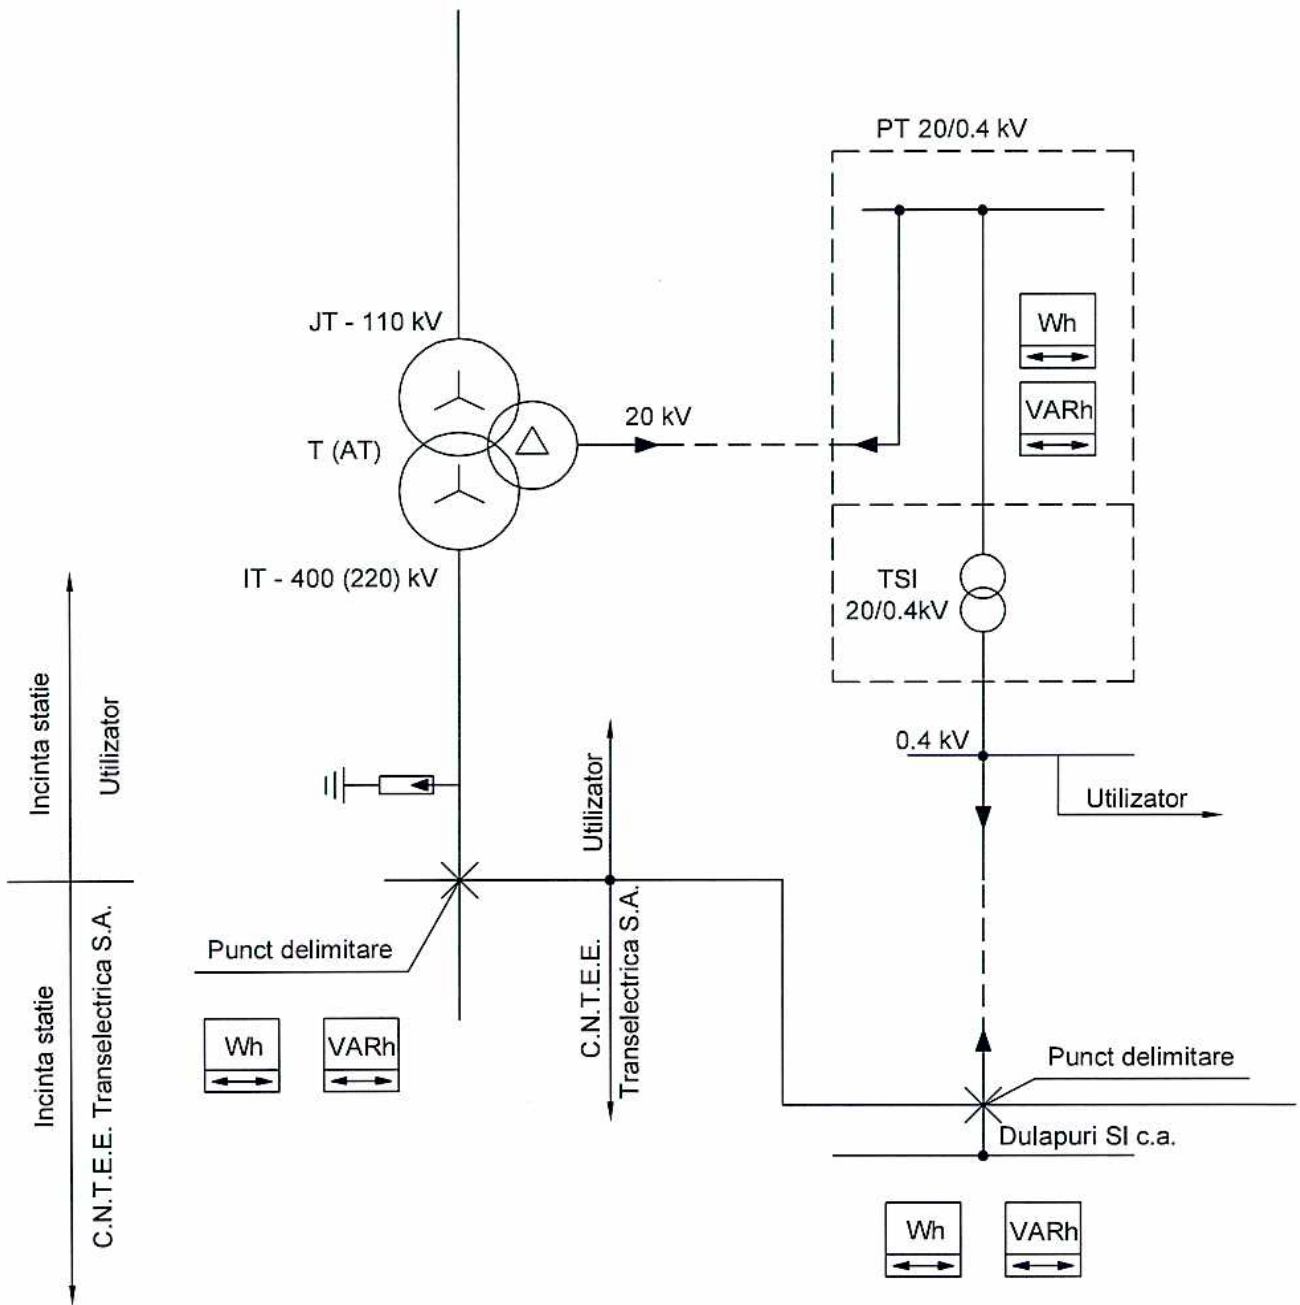 PT 20/0.4 kV
JT - 110 kV
Wh
VARh
20 kV
T (AT)
IT - 400 (220) kV
TSI
20/0.4kV
Incinta statie
Utilizator
Utilizator
0.4 kV
Utilizator
Punct delimitare
Incinta statie
C.N.T.E.E. Transelectrica S.A.
C.N.T.E.E.
Transelectrica S.A.
Wh
VARh
Punct delimitare
Dulapuri SI c.a.
Wh
VARh